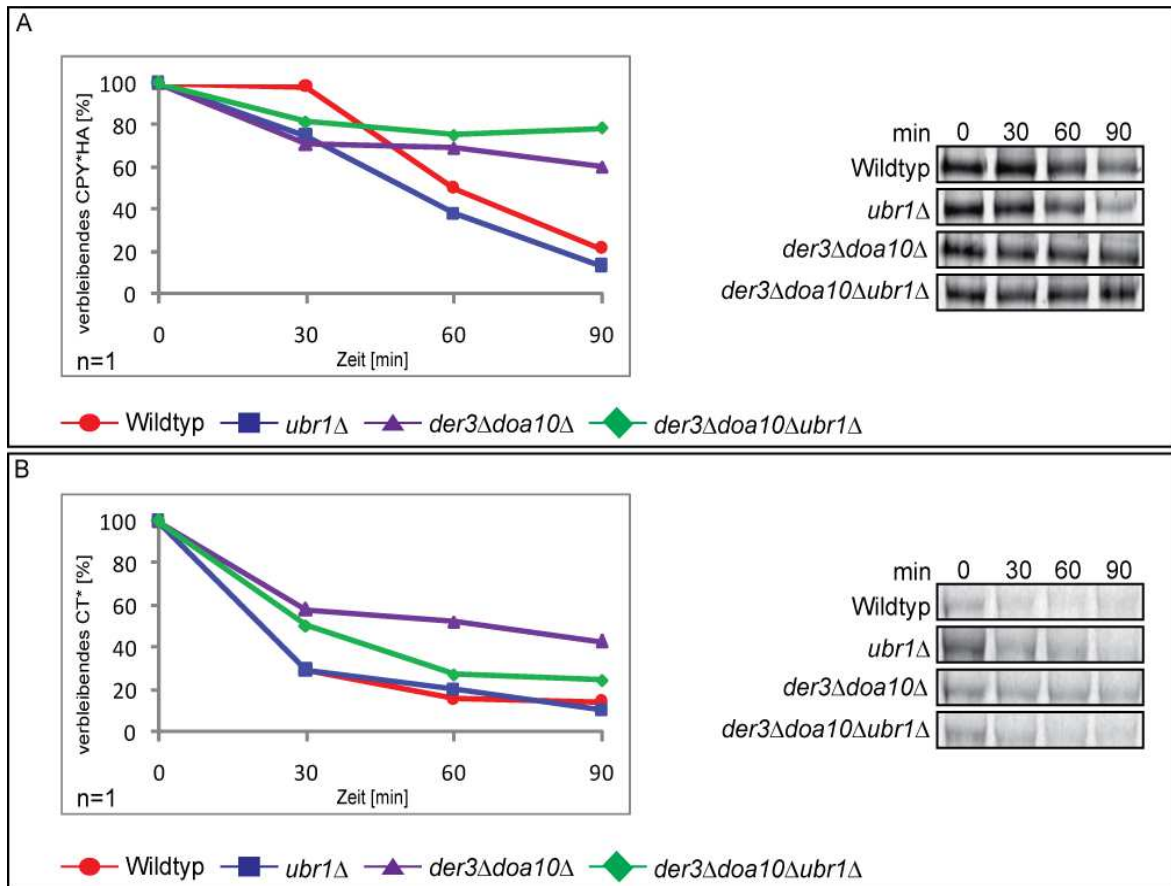 A
verbleibendes CPY*HA [%]
100
80
60
40
20
0
0 30 60 90
Zeit [min]
n=1
Wildtyp ubr1Δ der3Δdoa10Δ der3Δdoa10Δubr1Δ
min 0 30 60 90
Wildtyp
ubr1Δ
der3Δdoa10Δ
der3Δdoa10Δubr1Δ
B
verbleibendes CT* [%]
100
80
60
40
20
0
0 30 60 90
Zeit [min]
n=1
Wildtyp ubr1Δ der3Δdoa10Δ der3Δdoa10Δubr1Δ
min 0 30 60 90
Wildtyp
ubr1Δ
der3Δdoa10Δ
der3Δdoa10Δubr1Δ